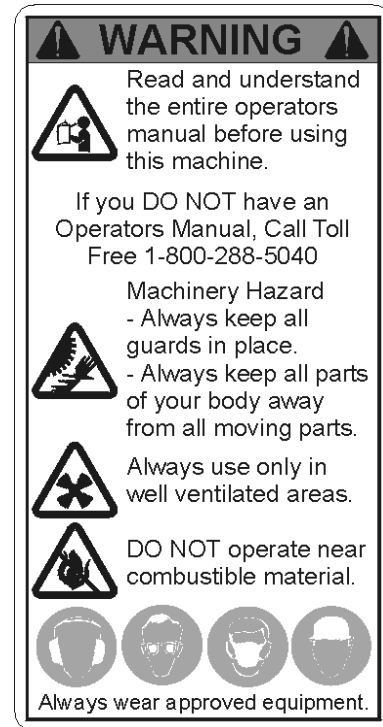 WARNING
Read and understand
the entire operators
manual before using
this machine.
If you DO NOT have an
Operators Manual, Call Toll
Free 1-800-288-5040
Machinery Hazard
- Always keep all
guards in place.
- Always keep all parts
of your body away
from all moving parts.
Always use only in
well ventilated areas.
DO NOT operate near
combustible material.
Always wear approved equipment.